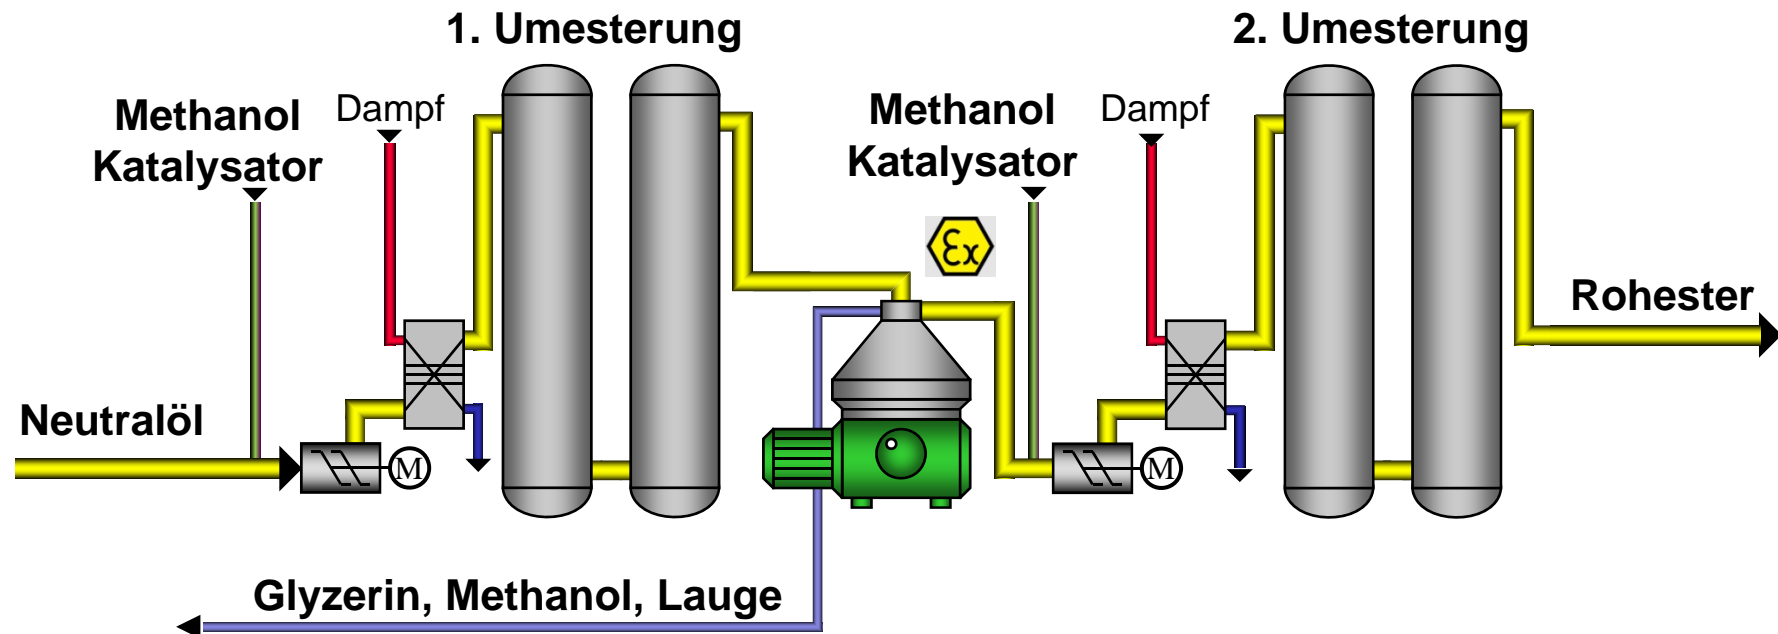 1. Umesterung
2. Umesterung
Methanol
Katalysator
Dampf
Methanol
Katalysator
Dampf
Ex
Rohester
Neutralöl
M
M
Glyzerin, Methanol, Lauge